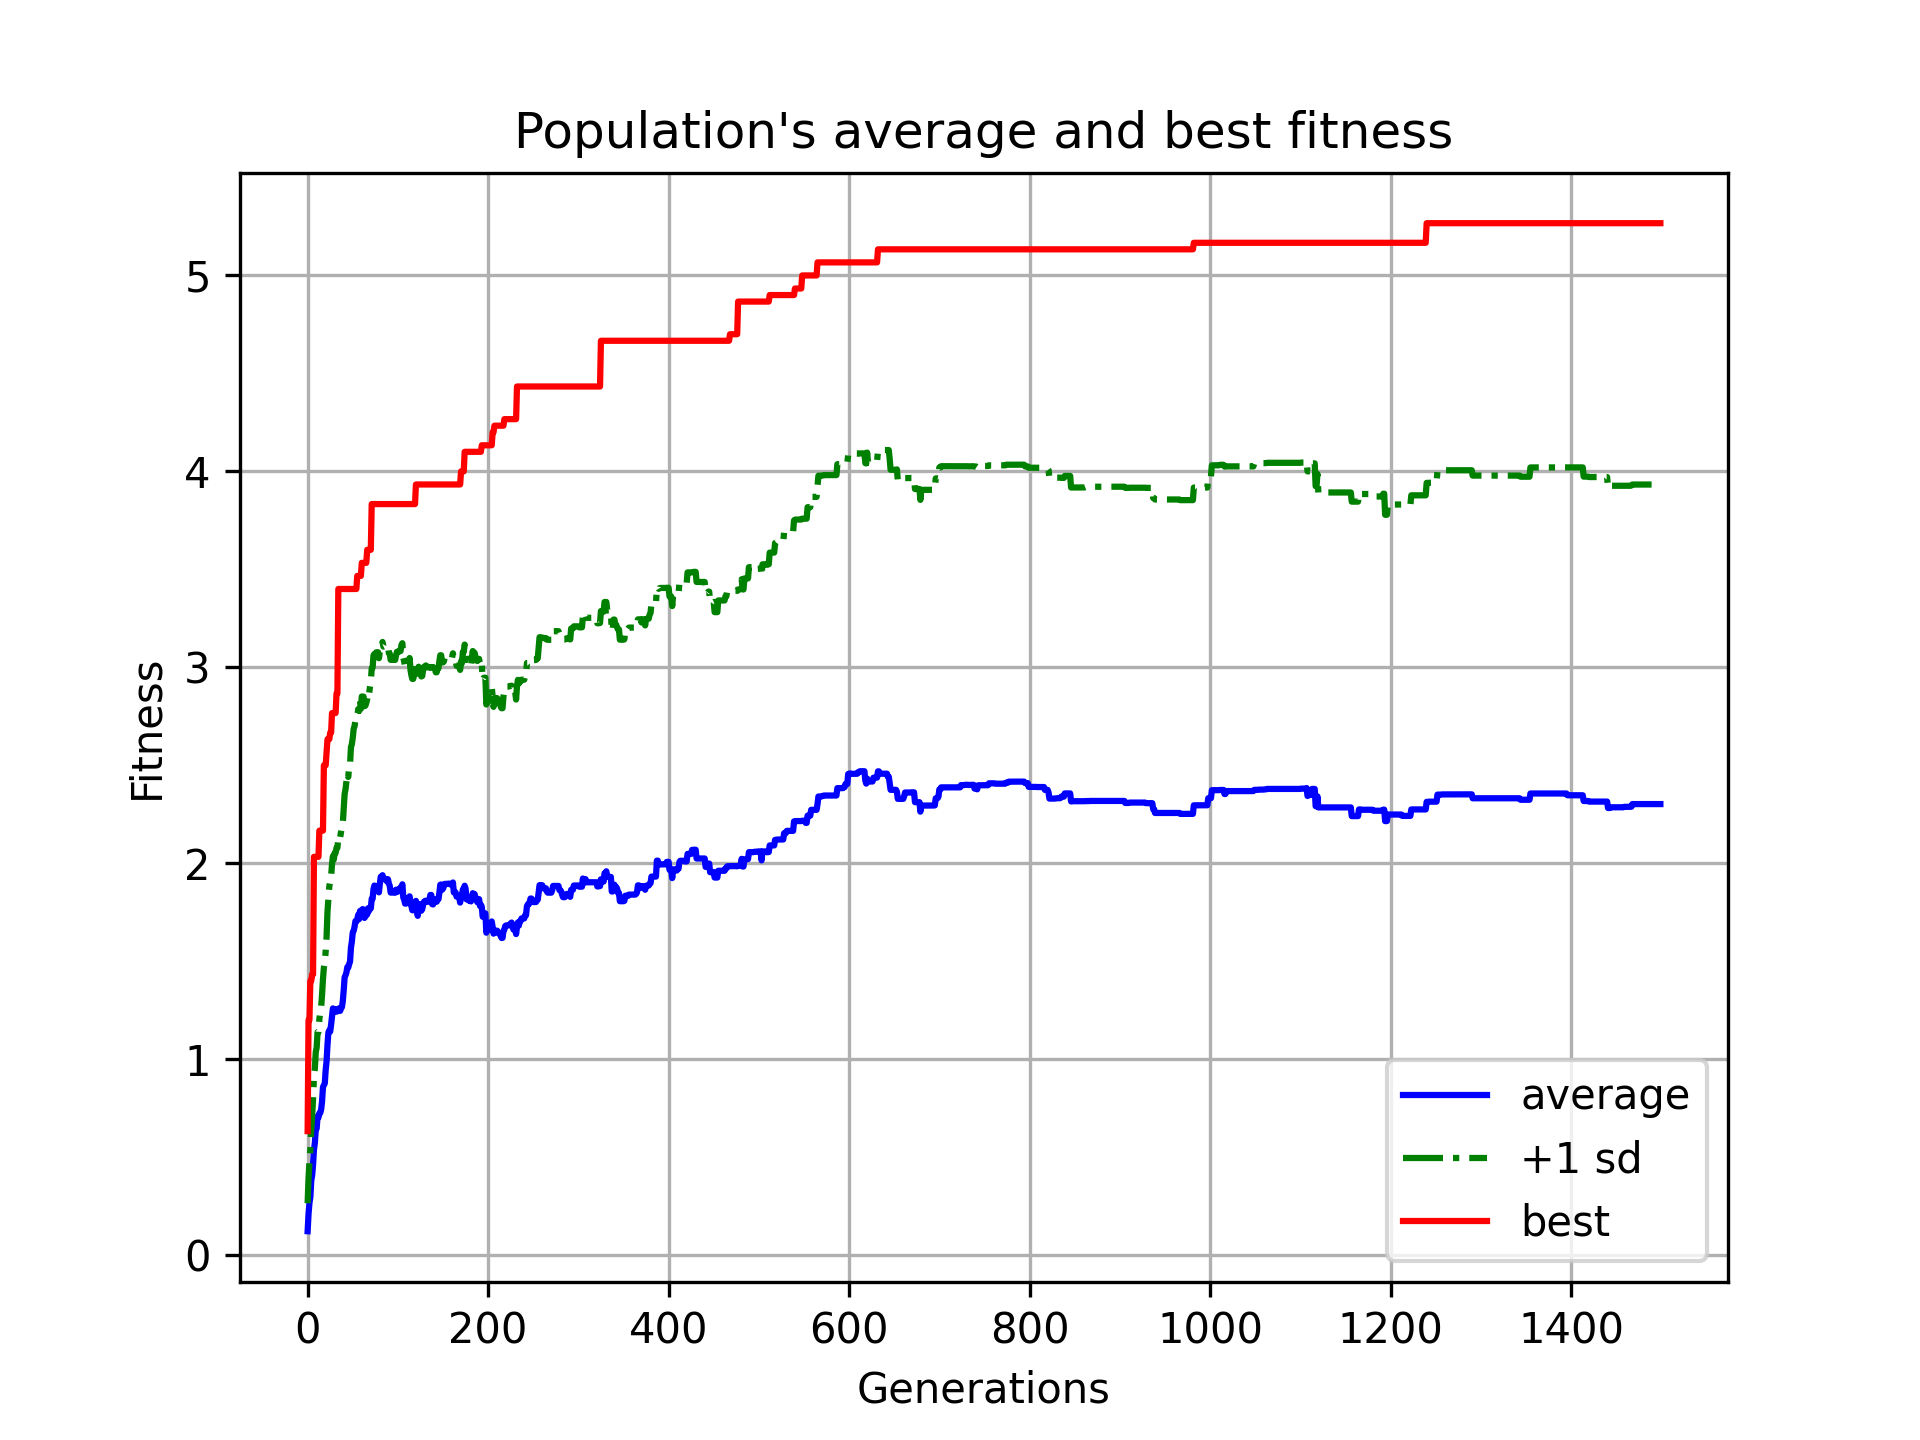 Population's average and best fitness
Fitness
5
4
3
2
1
0
average
+1 sd
best
0 200 400 600 800 1000 1200 1400
Generations